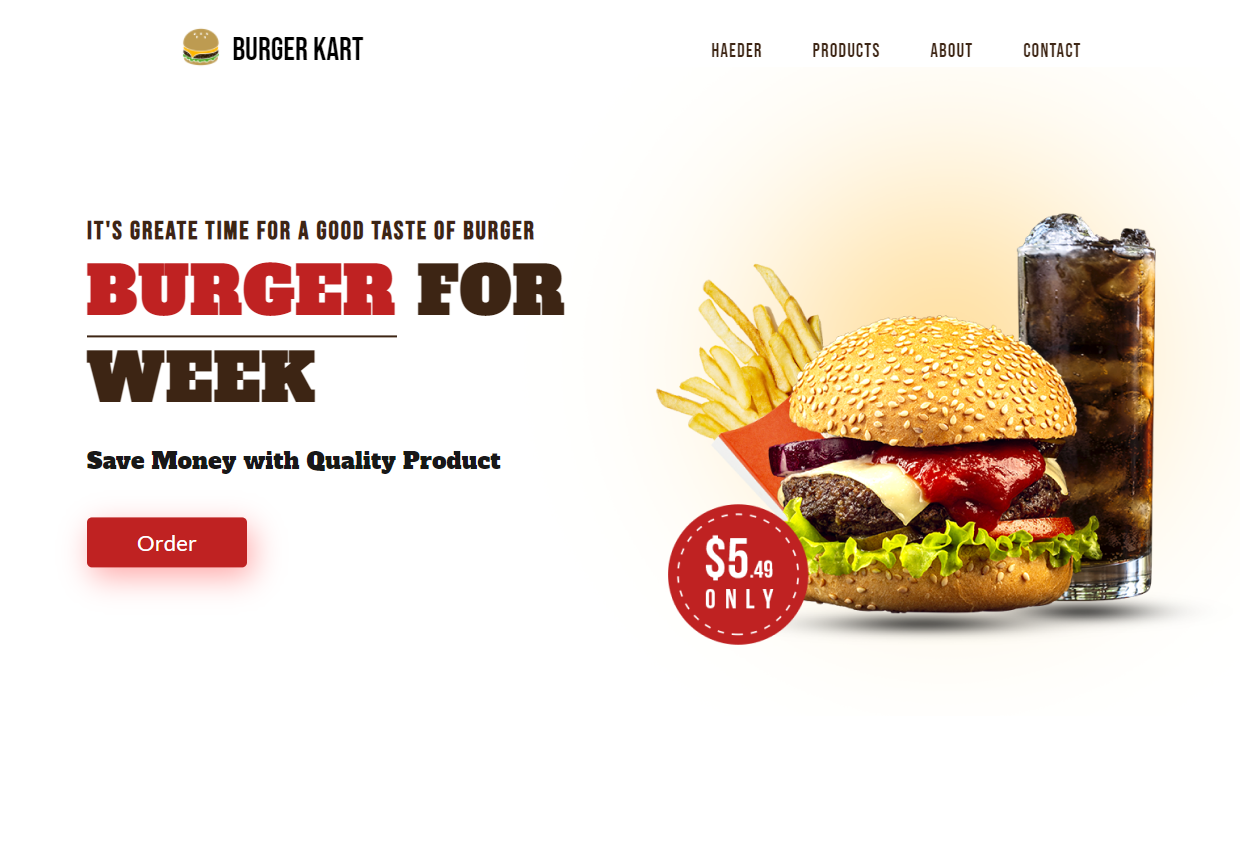 BURGER KART
HAEDER PRODUCTS ABOUT CONTACT
IT'S GREATE TIME FOR A GOOD TASTE OF BURGER
BURGER FOR
WEEK
Save Money with Quality Product
Order
$5.49
ONLY